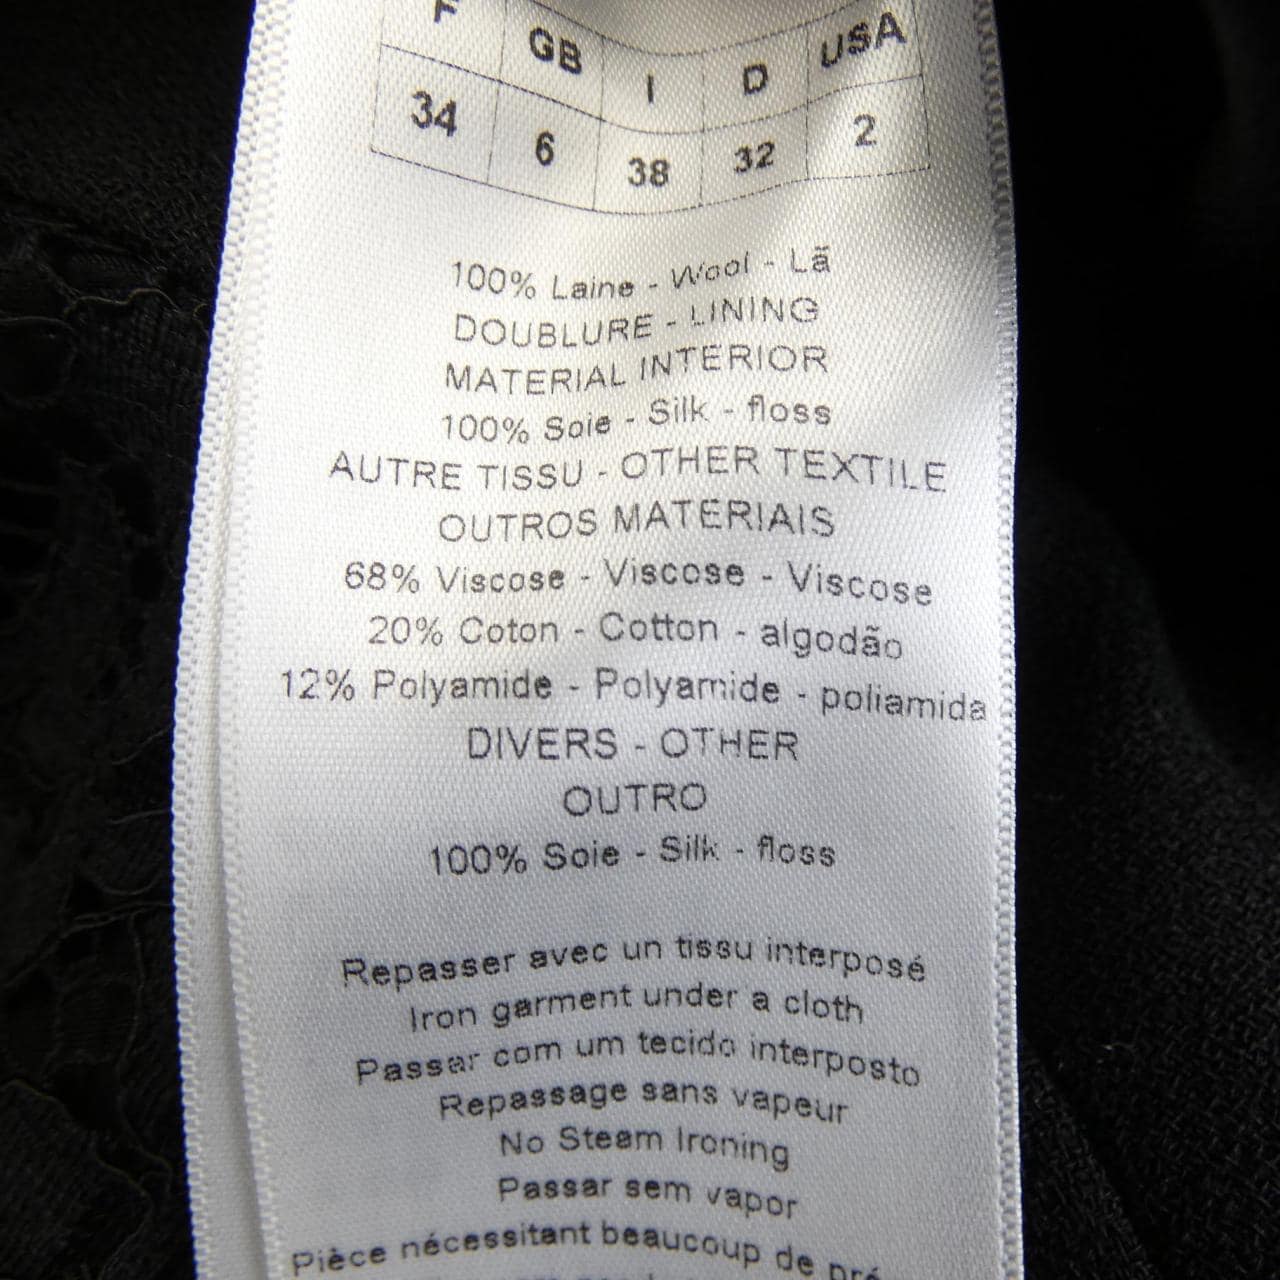 F GB I D USA
34 6 38 32 2
100% Laine - Wool - Lã
DOUBLURE - LINING
MATERIAL INTERIOR
100% Soie - Silk - floss
AUTRE TISSU - OTHER TEXTILE
OUTROS MATERIAIS
68% Viscose - Viscose - Viscose
20% Coton - Cotton - algodão
12% Polyamide - Polyamide - poliamida
DIVERS - OTHER
OUTRO
100% Soie - Silk - floss
Repasser avec un tissu interposé
Iron garment under a cloth
Passar com um tecido interposto
Repassage sans vapeur
No Steam Ironing
Passar sem vapor
Pièce nécessitant beaucoup de pré